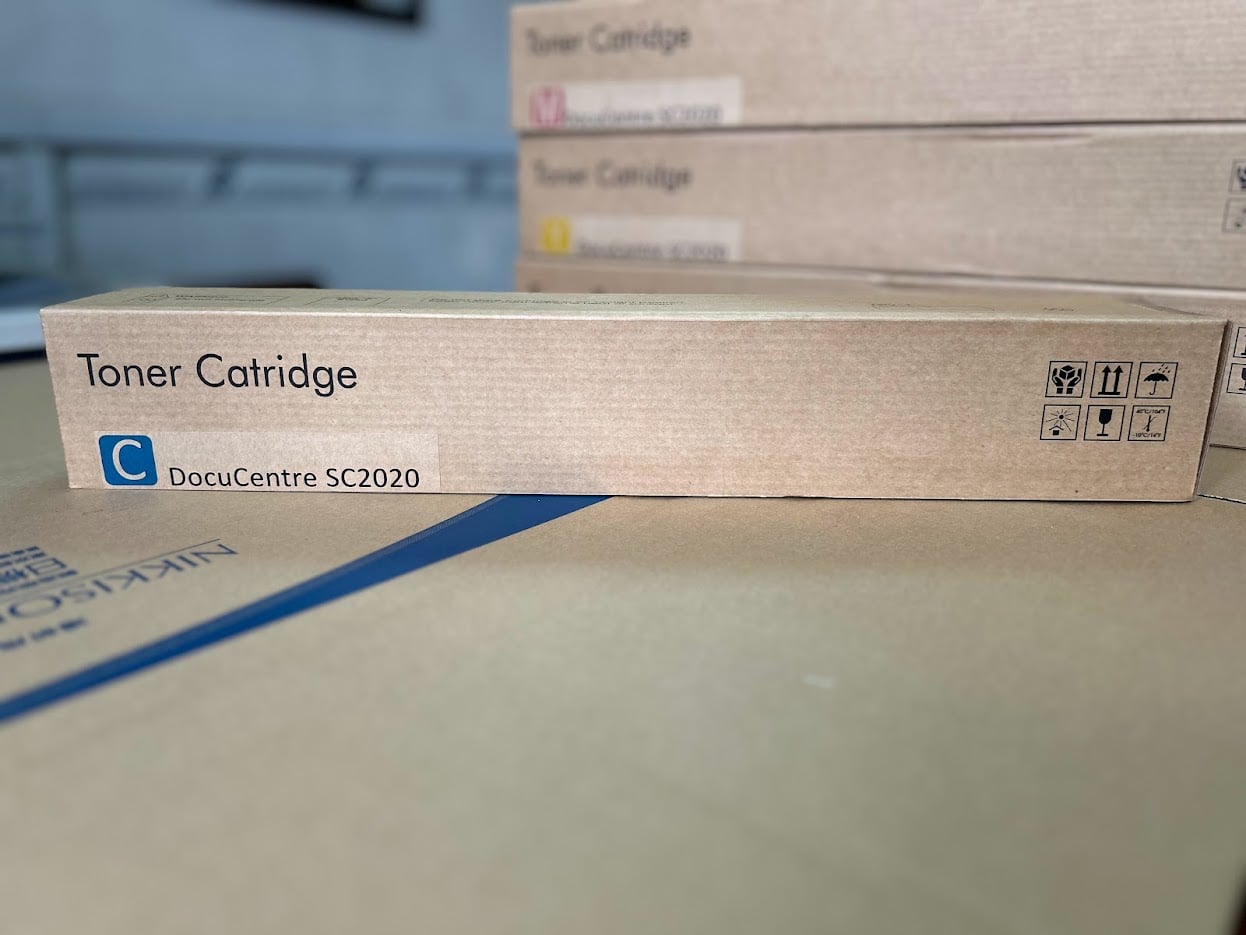 Toner Catridge
M DocuCentre SC2020
Toner Catridge
DocuCentre SC2020
Toner Catridge
C DocuCentre SC2020
NIKKISO